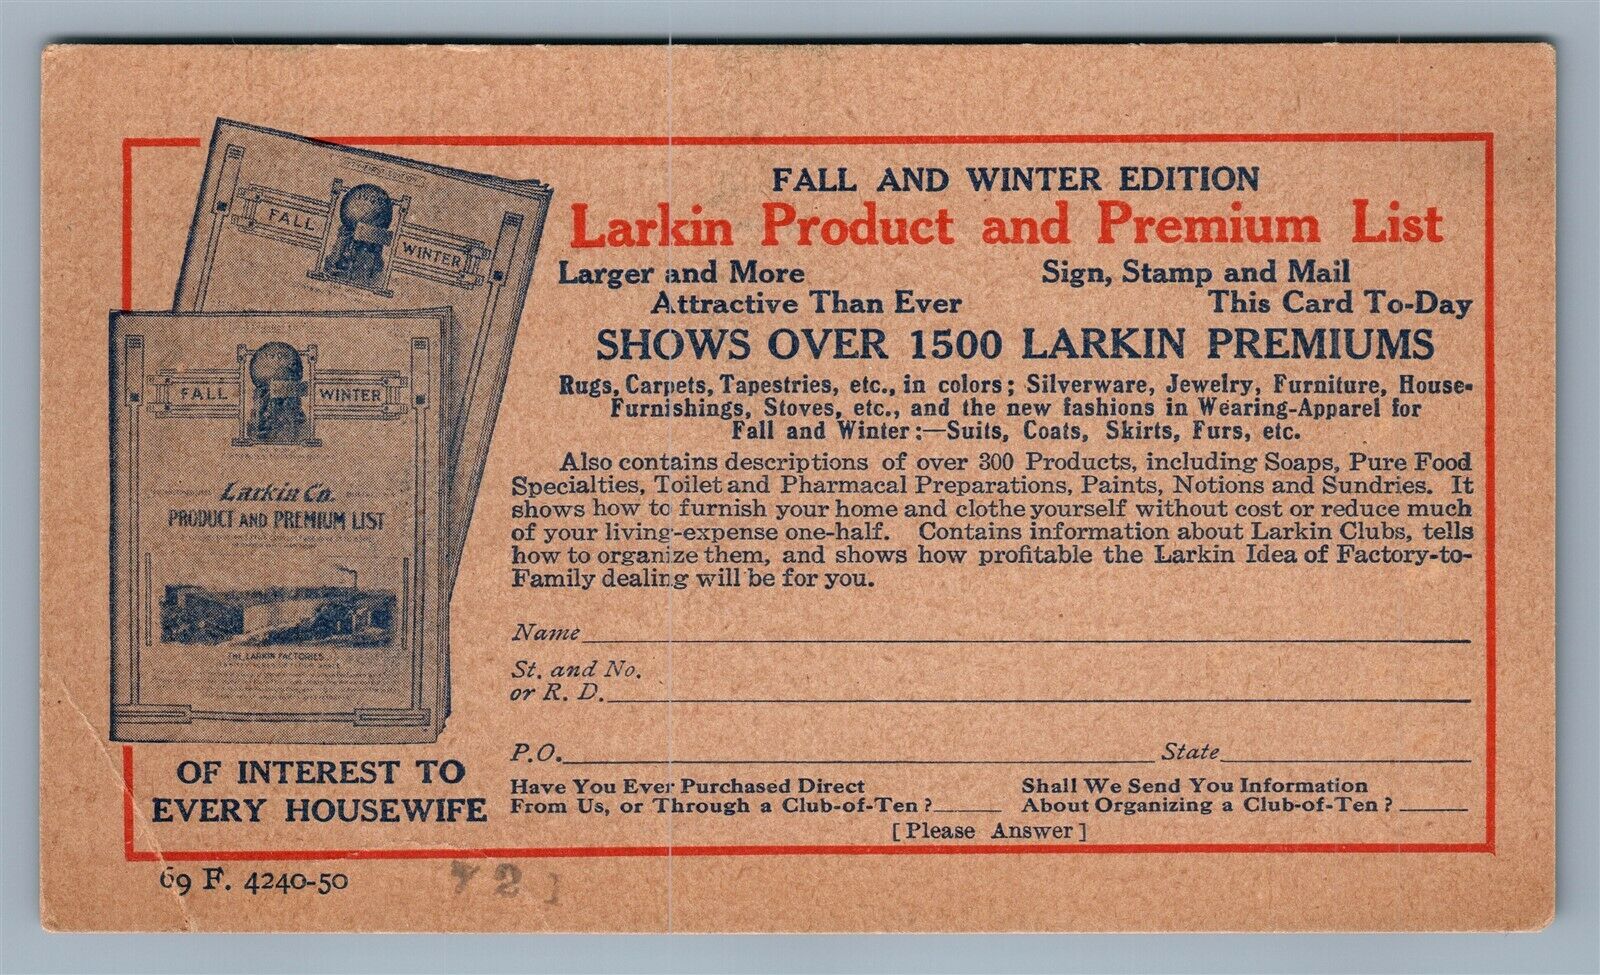 FALL AND WINTER EDITION
Larkin Product and Premium List
Larger and More
Attractive Than Ever
Sign, Stamp and Mail
This Card To-Day
SHOWS OVER 1500 LARKIN PREMIUMS
Rugs, Carpets, Tapestries, etc., in colors; Silverware, Jewelry, Furniture, House-
Furnishings, Stoves, etc., and the new fashions in Wearing-Apparel for
Fall and Winter:—Suits, Coats, Skirts, Furs, etc.
Also contains descriptions of over 300 Products, including Soaps, Pure Food
Specialties, Toilet and Pharmacal Preparations, Paints, Notions and Sundries. It
shows how to furnish your home and clothe yourself without cost or reduce much
of your living-expense one-half. Contains information about Larkin Clubs, tells
how to organize them, and shows how profitable the Larkin Idea of Factory-to-
Family dealing will be for you.
Name
St. and No.
or R. D.
P.O. State
Have You Ever Purchased Direct
From Us, or Through a Club-of-Ten?
Shall We Send You Information
About Organizing a Club-of-Ten?
[Please Answer]
FALL WINTER
FALL WINTER
Larkin Co.
PRODUCT AND PREMIUM LIST
THE LARKIN FACTORIES
OF INTEREST TO
EVERY HOUSEWIFE
69 F. 4240-50
721